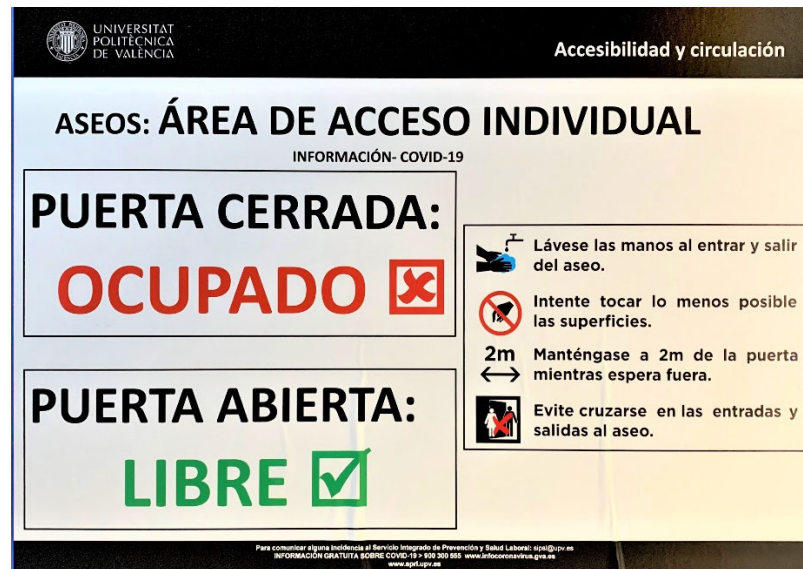 UNIVERSITAT
POLITÈCNICA
DE VALÈNCIA
Accesibilidad y circulación
ASEOS: ÁREA DE ACCESO INDIVIDUAL
INFORMACIÓN- COVID-19
PUERTA CERRADA:
OCUPADO
PUERTA ABIERTA:
LIBRE
Lávese las manos al entrar y salir
del aseo.
Intente tocar lo menos posible
las superficies.
2m
Manténgase a 2m de la puerta
mientras espera fuera.
Evite cruzarse en las entradas y
salidas al aseo.
Para comunicar alguna incidencia al Servicio Integrado de Prevención y Salud Laboral: sipsl@upv.es
INFORMACIÓN GRATUITA SOBRE COVID-19 > 900 300 555 www.infocoronavirus.gva.es
www.sprl.upv.es